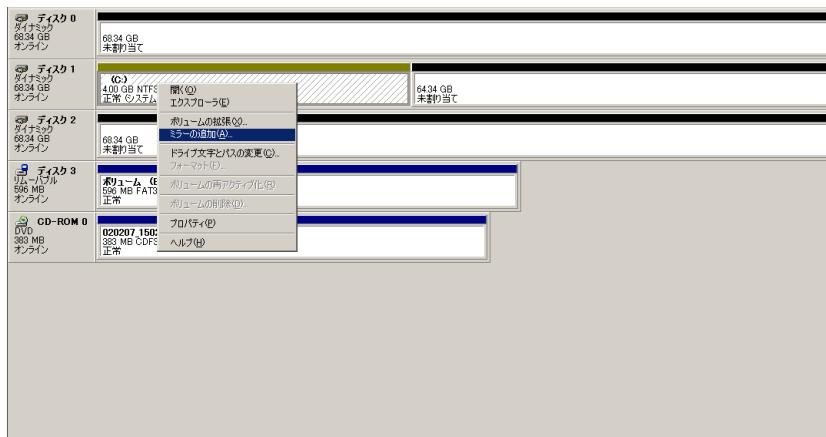 ディスク 0
ダイナミック
68.34 GB
オンライン
68.34 GB
未割り当て
ディスク 1
ダイナミック
68.34 GB
オンライン
(C:)
4.00 GB NTFS
正常 (システム
64.34 GB
未割り当て
開く(O)
エクスプローラ(E)
ボリュームの拡張(X)...
ミラーの追加(A)...
ドライブ文字とパスの変更(C)...
フォーマット(F)...
ボリュームの再アクティブ化(R)
ボリュームの削除(D)...
プロパティ(P)
ヘルプ(H)
ディスク 2
ダイナミック
68.34 GB
オンライン
68.34 GB
未割り当て
ディスク 3
リムーバブル
596 MB
オンライン
ボリューム (E
596 MB FAT3
正常
CD-ROM 0
DVD
383 MB
オンライン
020207_1502
383 MB CDFS
正常